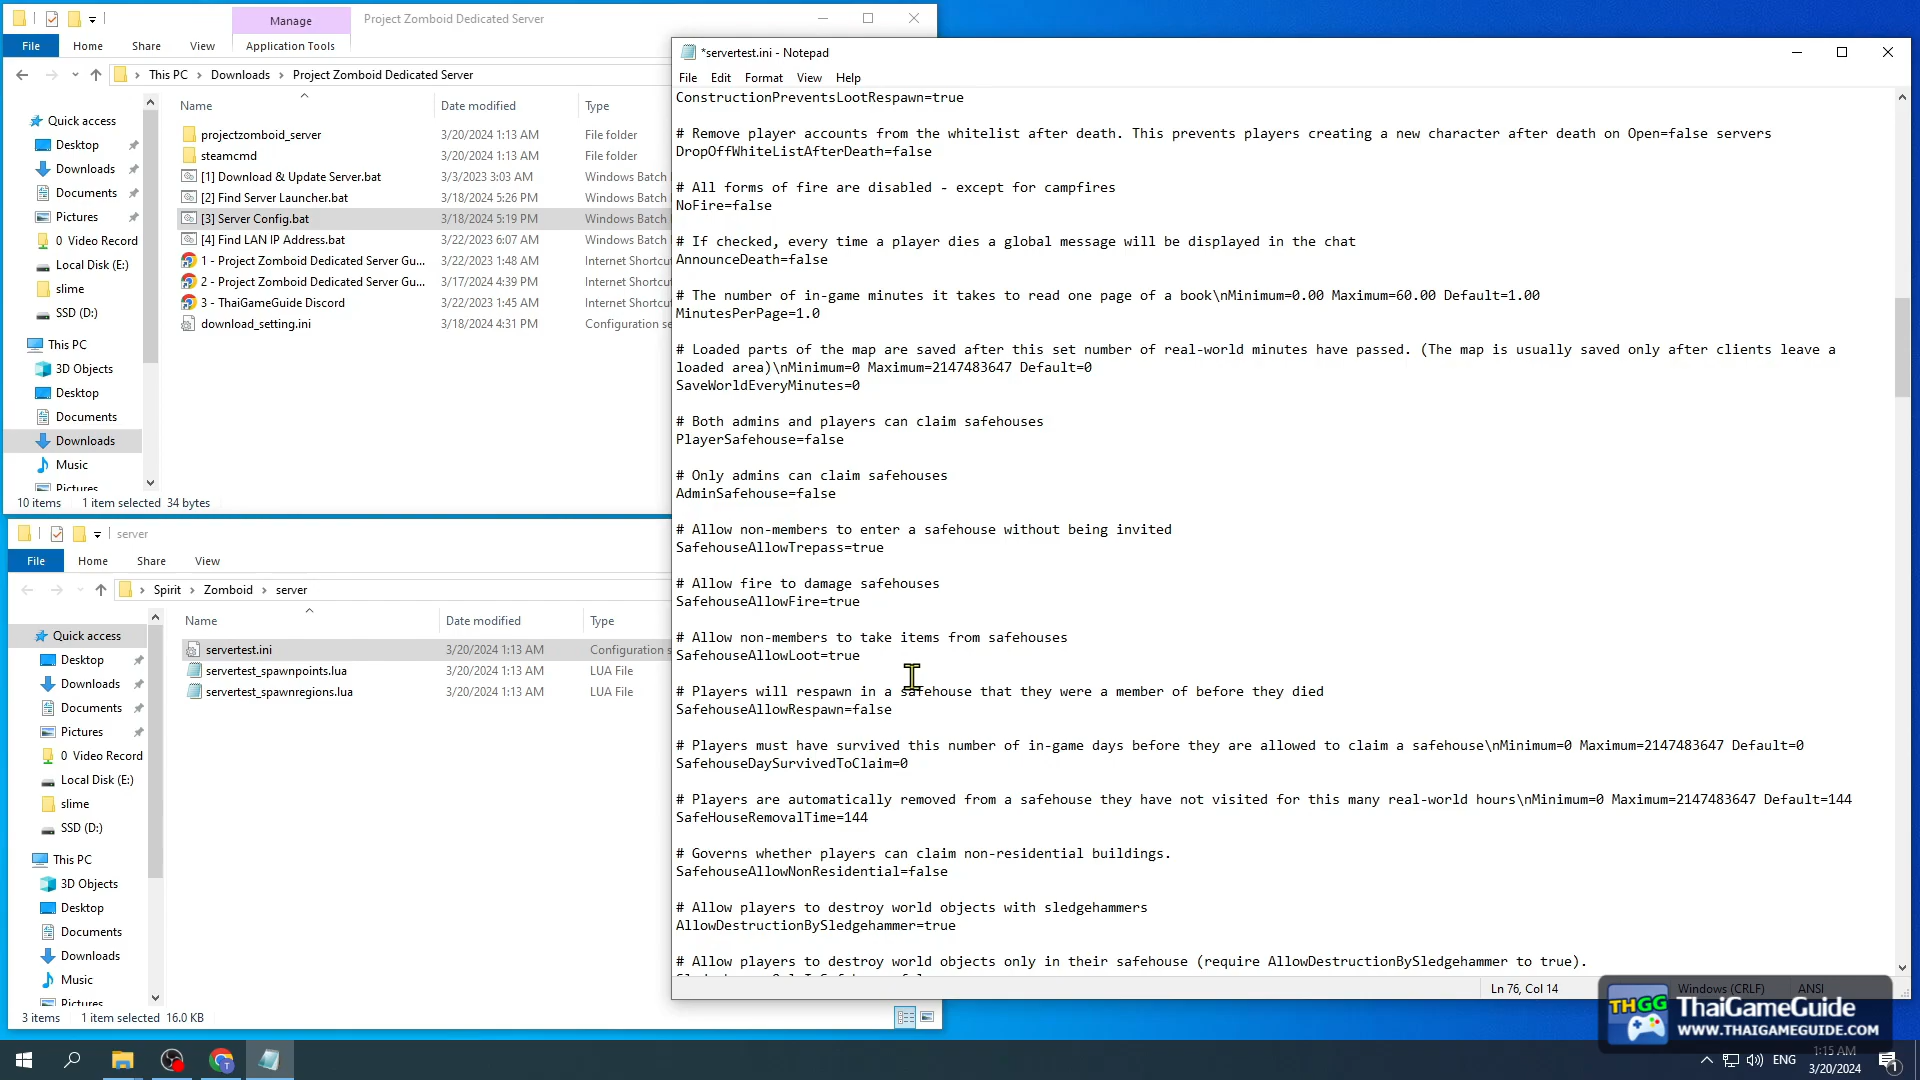 Manage
Project Zomboid Dedicated Server
File
Home
Share
View
Application Tools
This PC
Downloads
Project Zomboid Dedicated Server
Name
Date modified
Type
Quick access
Desktop
Downloads
Documents
Pictures
0 Video Record
Local Disk (E:)
slime
SSD (D:)
This PC
3D Objects
Desktop
Documents
Downloads
Music
Pictures
projectzomboid_server 3/20/2024 1:13 AM File folder
steamcmd 3/20/2024 1:13 AM File folder
[1] Download & Update Server.bat 3/3/2023 3:03 AM Windows Batch
[2] Find Server Launcher.bat 3/18/2024 5:26 PM Windows Batch
[3] Server Config.bat 3/18/2024 5:19 PM Windows Batch
[4] Find LAN IP Address.bat 3/22/2023 6:07 AM Windows Batch
1 - Project Zomboid Dedicated Server Gu... 3/22/2023 1:48 AM Internet Shortcu
2 - Project Zomboid Dedicated Server Gu... 3/17/2024 4:39 PM Internet Shortcu
3 - ThaiGameGuide Discord 3/22/2023 1:45 AM Internet Shortcu
download_setting.ini 3/18/2024 4:31 PM Configuration se
10 items 1 item selected 34 bytes
server
File
Home
Share
View
Spirit
Zomboid
server
Name
Date modified
Type
Quick access
Desktop
Downloads
Documents
Pictures
0 Video Record
Local Disk (E:)
slime
SSD (D:)
This PC
3D Objects
Desktop
Documents
Downloads
Music
Pictures
servertest.ini 3/20/2024 1:13 AM Configuration s
servertest_spawnpoints.lua 3/20/2024 1:13 AM LUA File
servertest_spawnregions.lua 3/20/2024 1:13 AM LUA File
3 items 1 item selected 16.0 KB
*servertest.ini - Notepad
File Edit Format View Help
ConstructionPreventsLootRespawn=true
# Remove player accounts from the whitelist after death. This prevents players creating a new character after death on Open=false servers
DropOffWhiteListAfterDeath=false
# All forms of fire are disabled - except for campfires
NoFire=false
# If checked, every time a player dies a global message will be displayed in the chat
AnnounceDeath=false
# The number of in-game minutes it takes to read one page of a book\nMinimum=0.00 Maximum=60.00 Default=1.00
MinutesPerPage=1.0
# Loaded parts of the map are saved after this set number of real-world minutes have passed. (The map is usually saved only after clients leave a
loaded area)\nMinimum=0 Maximum=2147483647 Default=0
SaveWorldEveryMinutes=0
# Both admins and players can claim safehouses
PlayerSafehouse=false
# Only admins can claim safehouses
AdminSafehouse=false
# Allow non-members to enter a safehouse without being invited
SafehouseAllowTrepass=true
# Allow fire to damage safehouses
SafehouseAllowFire=true
# Allow non-members to take items from safehouses
SafehouseAllowLoot=true
# Players will respawn in a safehouse that they were a member of before they died
SafehouseAllowRespawn=false
# Players must have survived this number of in-game days before they are allowed to claim a safehouse\nMinimum=0 Maximum=2147483647 Default=0
SafehouseDaySurvivedToClaim=0
# Players are automatically removed from a safehouse they have not visited for this many real-world hours\nMinimum=0 Maximum=2147483647 Default=144
SafeHouseRemovalTime=144
# Governs whether players can claim non-residential buildings.
SafehouseAllowNonResidential=false
# Allow players to destroy world objects with sledgehammers
AllowDestructionBySledgehammer=true
# Allow players to destroy world objects only in their safehouse (require AllowDestructionBySledgehammer to true).
Ln 76, Col 14
Windows (CRLF)
ANSI
THGG
ThaiGameGuide
WWW.THAIGAMEGUIDE.COM
ENG
1:15 AM
3/20/2024
1